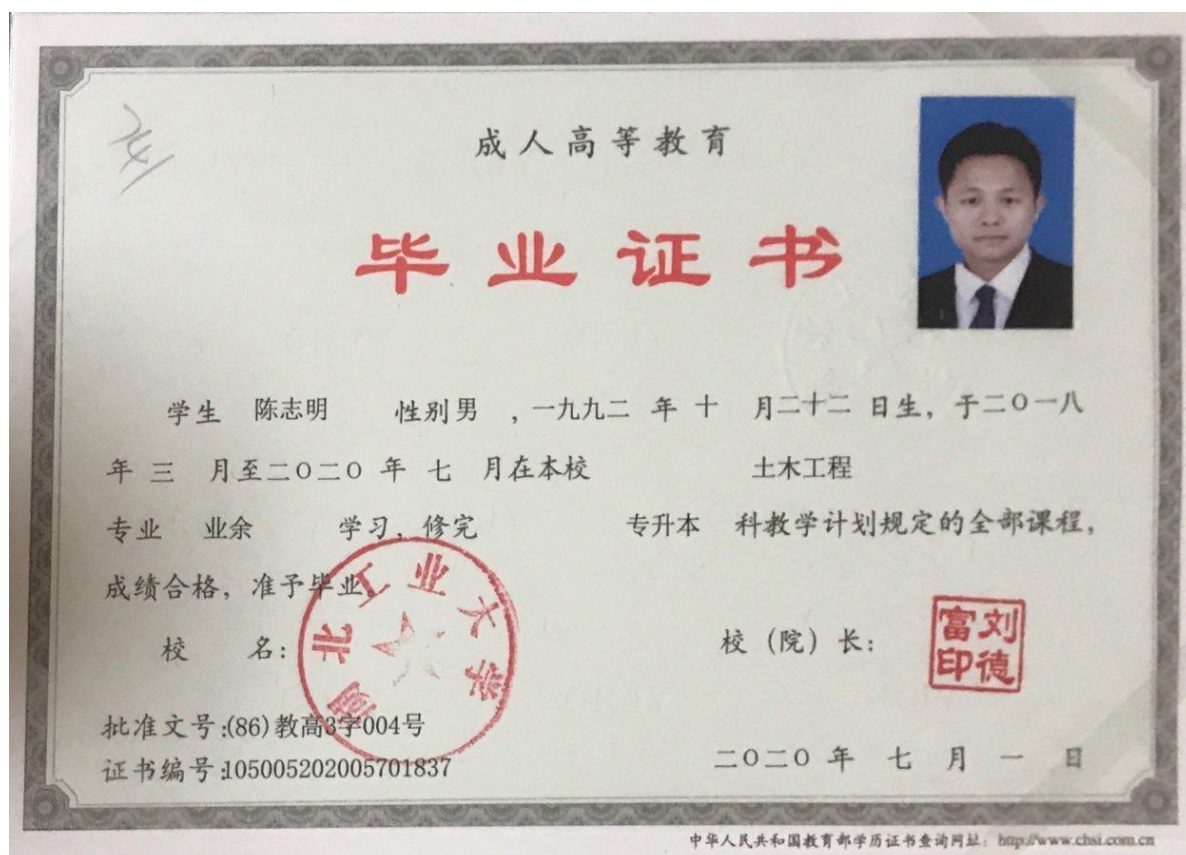 成人高等教育
毕业证书
学生 陈志明 性别 男 ，一九九二 年 十 月二十二 日生，于二〇一八
年 三 月至二〇二〇 年 七 月在本校 土木工程
专业 业余 学习，修完 专升本 科教学计划规定的全部课程，
成绩合格，准予毕业。
湖北工业大学
校 名：
校（院）长：
刘德富印
批准文号:(86)教高3字004号
证书编号:105005202005701837
二〇二〇 年 七 月 一 日
中华人民共和国教育部学历证书查询网址：http://www.chsi.com.cn